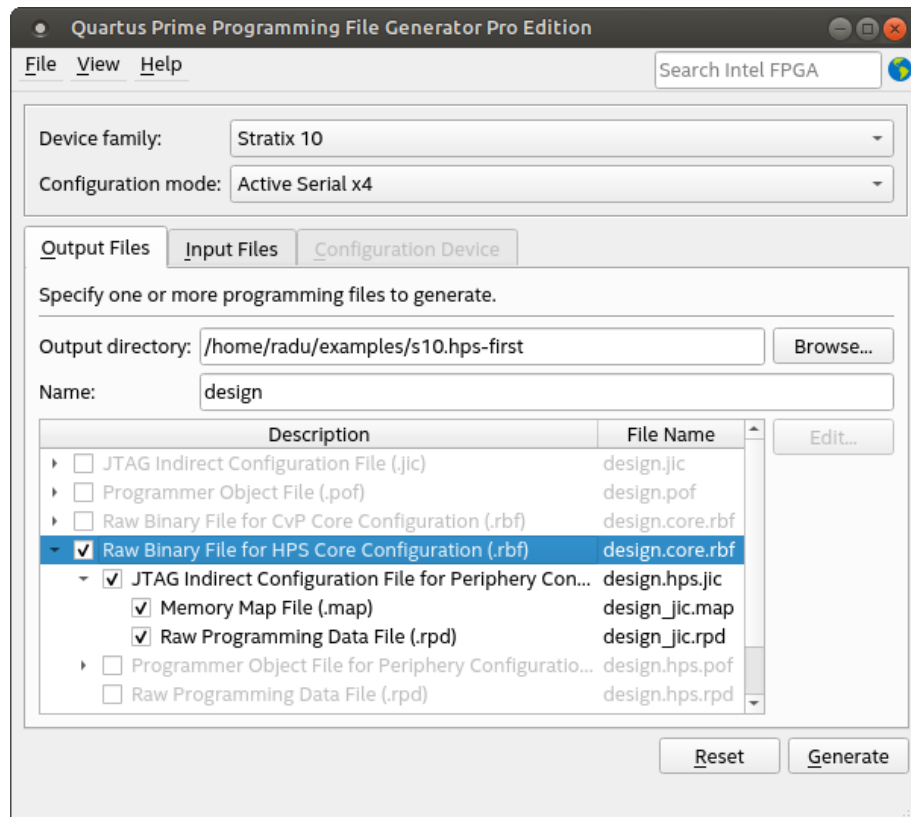 Quartus Prime Programming File Generator Pro Edition
File View Help Search Intel FPGA
Device family: Stratix 10
Configuration mode: Active Serial x4
Output Files Input Files Configuration Device
Specify one or more programming files to generate.
Output directory: /home/radu/examples/s10.hps-first Browse...
Name: design
Description File Name Edit...
JTAG Indirect Configuration File (.jic) design.jic
Programmer Object File (.pof) design.pof
Raw Binary File for CvP Core Configuration (.rbf) design.core.rbf
Raw Binary File for HPS Core Configuration (.rbf) design.core.rbf
JTAG Indirect Configuration File for Periphery Con... design.hps.jic
Memory Map File (.map) design_jic.map
Raw Programming Data File (.rpd) design_jic.rpd
Programmer Object File for Periphery Configuratio... design.hps.pof
Raw Programming Data File (.rpd) design.hps.rpd
Reset Generate